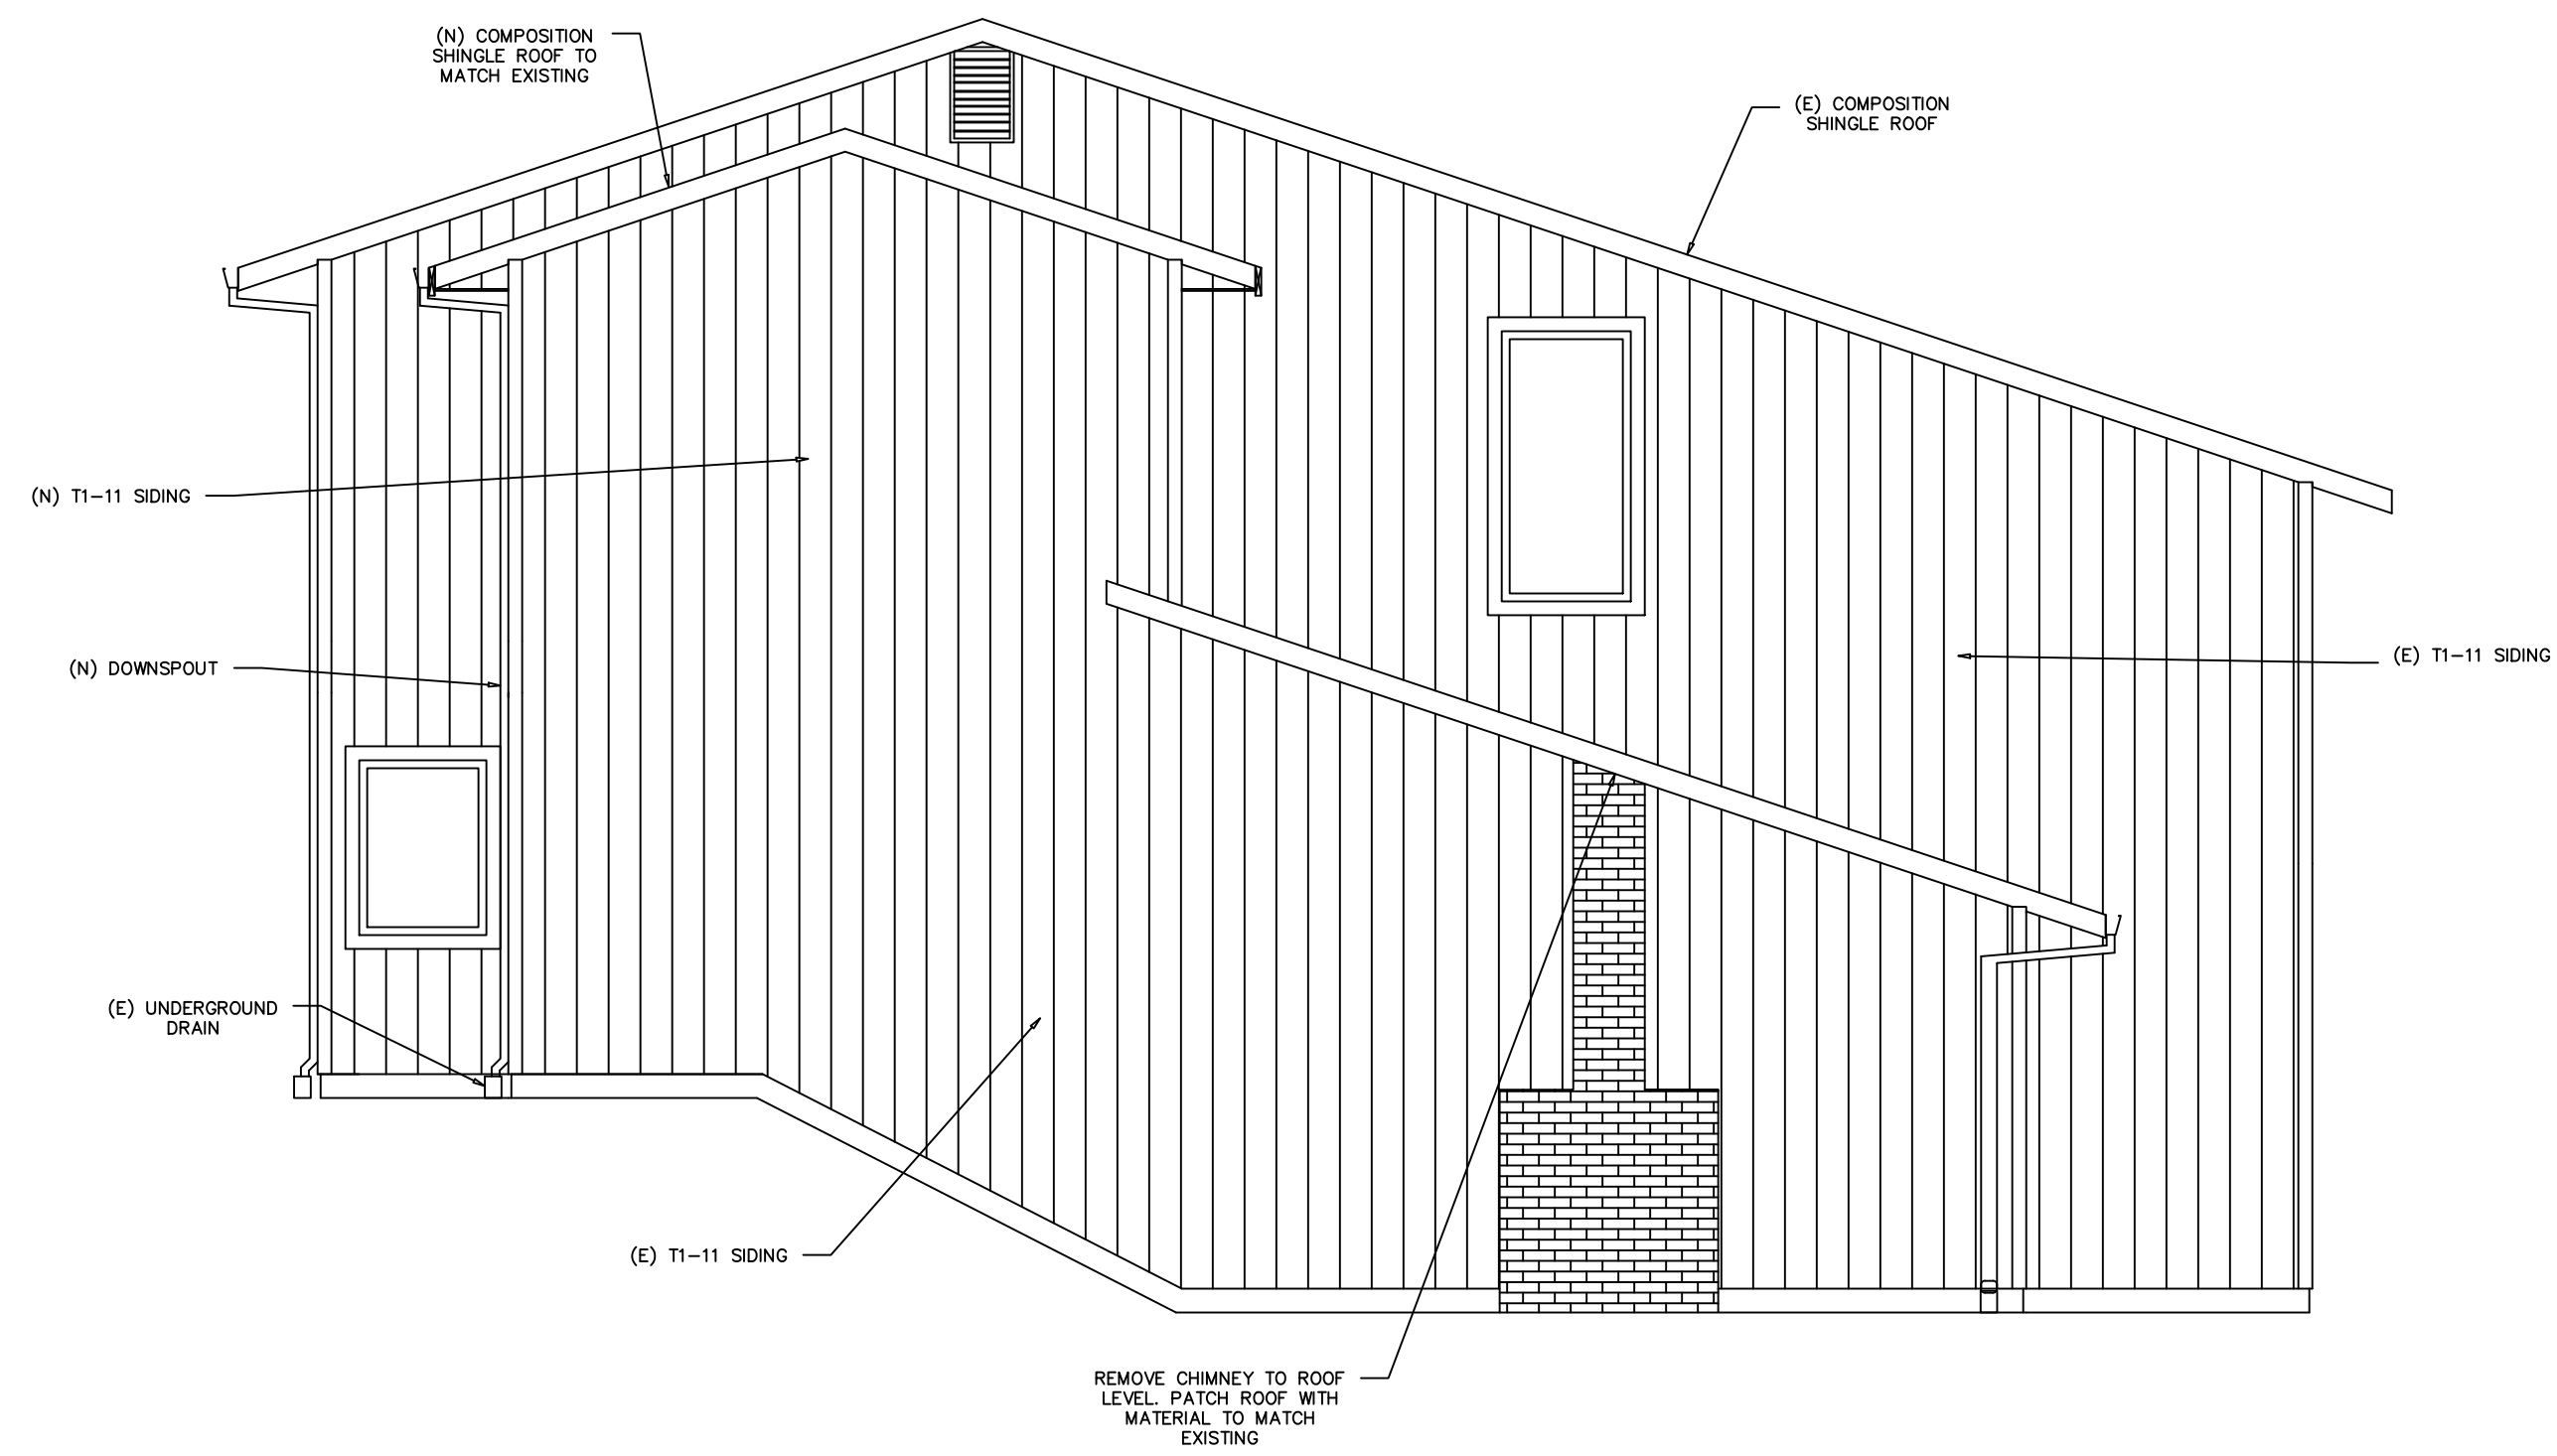 (N) COMPOSITION
SHINGLE ROOF TO
MATCH EXISTING
(E) COMPOSITION
SHINGLE ROOF
(N) T1-11 SIDING
(E) T1-11 SIDING
(N) DOWNSPOUT
(E) UNDERGROUND
DRAIN
(E) T1-11 SIDING
REMOVE CHIMNEY TO ROOF
LEVEL. PATCH ROOF WITH
MATERIAL TO MATCH
EXISTING